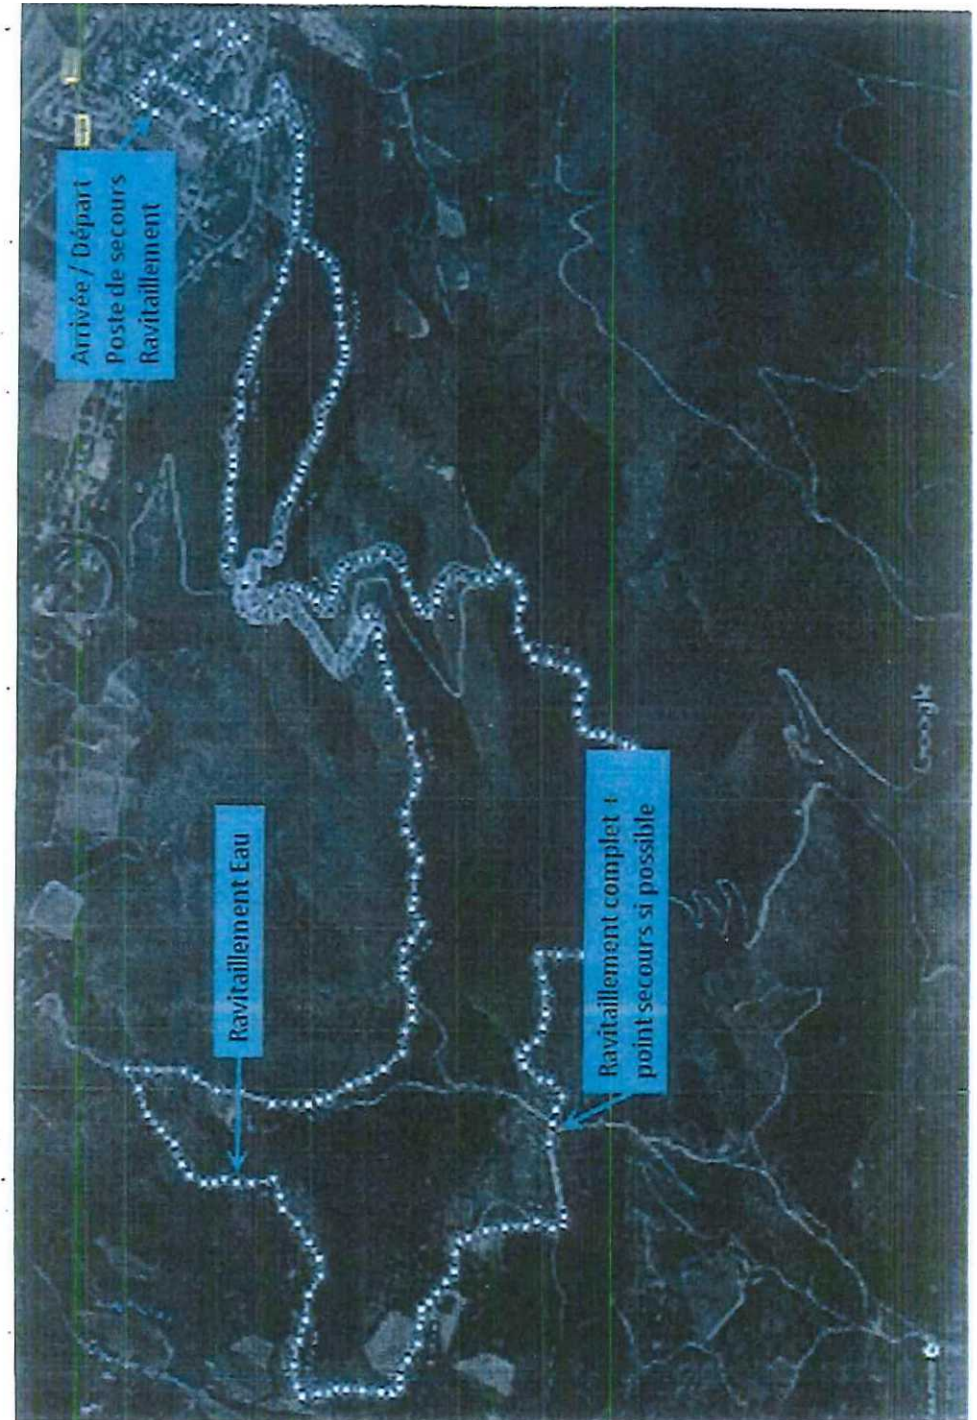 Arrivée / Départ
Poste de secours
Ravitaillement
Ravitaillement Eau
Ravitaillement complet +
point secours si possible
Google